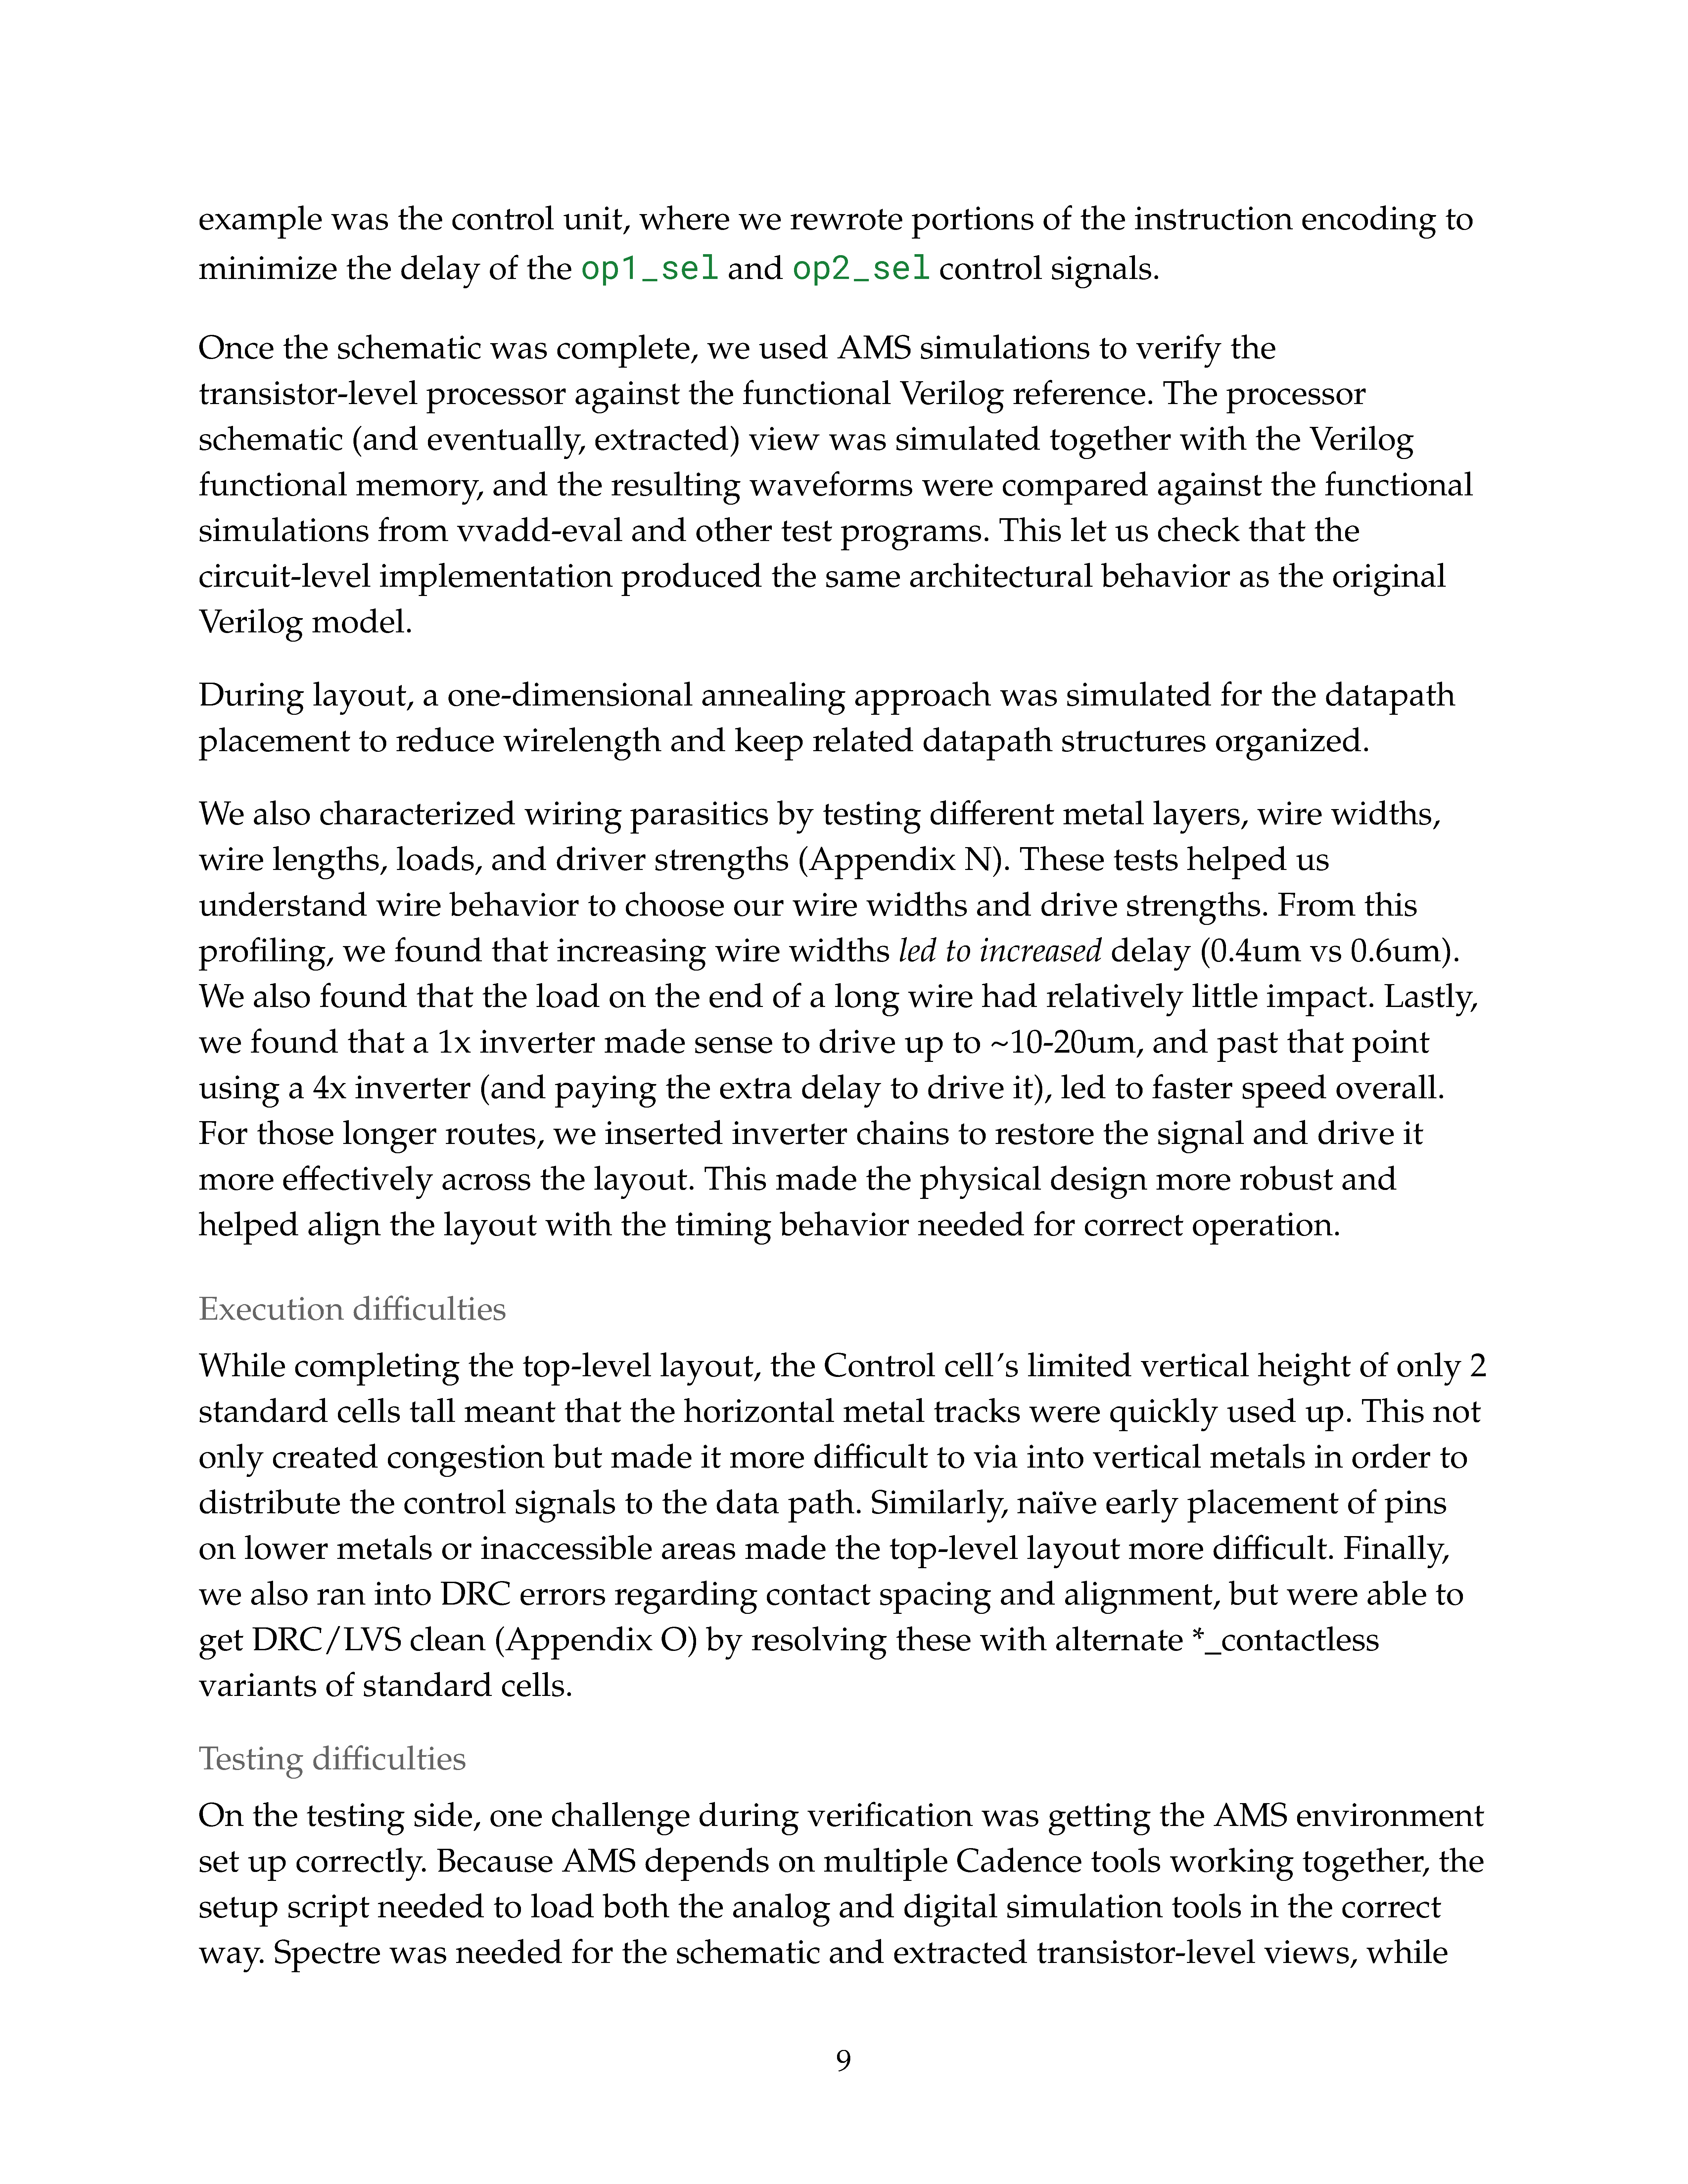 example was the control unit, where we rewrote portions of the instruction encoding to
minimize the delay of the op1_sel and op2_sel control signals.
Once the schematic was complete, we used AMS simulations to verify the
transistor-level processor against the functional Verilog reference. The processor
schematic (and eventually, extracted) view was simulated together with the Verilog
functional memory, and the resulting waveforms were compared against the functional
simulations from vvadd-eval and other test programs. This let us check that the
circuit-level implementation produced the same architectural behavior as the original
Verilog model.
During layout, a one-dimensional annealing approach was simulated for the datapath
placement to reduce wirelength and keep related datapath structures organized.
We also characterized wiring parasitics by testing different metal layers, wire widths,
wire lengths, loads, and driver strengths (Appendix N). These tests helped us
understand wire behavior to choose our wire widths and drive strengths. From this
profiling, we found that increasing wire widths led to increased delay (0.4um vs 0.6um).
We also found that the load on the end of a long wire had relatively little impact. Lastly,
we found that a 1x inverter made sense to drive up to ~10-20um, and past that point
using a 4x inverter (and paying the extra delay to drive it), led to faster speed overall.
For those longer routes, we inserted inverter chains to restore the signal and drive it
more effectively across the layout. This made the physical design more robust and
helped align the layout with the timing behavior needed for correct operation.
Execution difficulties
While completing the top-level layout, the Control cell's limited vertical height of only 2
standard cells tall meant that the horizontal metal tracks were quickly used up. This not
only created congestion but made it more difficult to via into vertical metals in order to
distribute the control signals to the data path. Similarly, naïve early placement of pins
on lower metals or inaccessible areas made the top-level layout more difficult. Finally,
we also ran into DRC errors regarding contact spacing and alignment, but were able to
get DRC/LVS clean (Appendix O) by resolving these with alternate *_contactless
variants of standard cells.
Testing difficulties
On the testing side, one challenge during verification was getting the AMS environment
set up correctly. Because AMS depends on multiple Cadence tools working together, the
setup script needed to load both the analog and digital simulation tools in the correct
way. Spectre was needed for the schematic and extracted transistor-level views, while
9